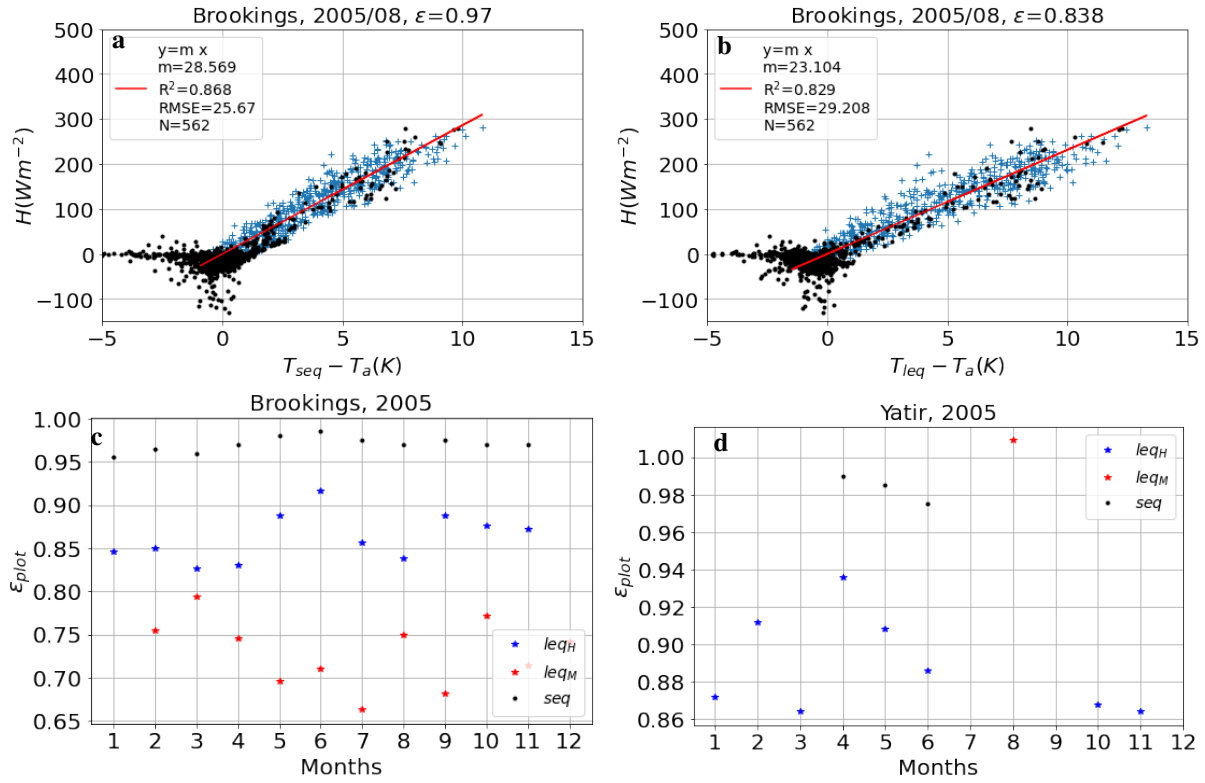 Brookings, 2005/08, ε=0.97
a
y=m x
m=28.569
R²=0.868
RMSE=25.67
N=562
500
400
300
200
100
0
−100
H(Wm⁻²)
−5 0 5 10 15
T_seq − T_a(K)
Brookings, 2005/08, ε=0.838
b
y=m x
m=23.104
R²=0.829
RMSE=29.208
N=562
500
400
300
200
100
0
−100
H(Wm⁻²)
−5 0 5 10 15
T_leq − T_a(K)
Brookings, 2005
c
1.00
0.95
0.90
0.85
0.80
0.75
0.70
0.65
ε_plot
leq_H
leq_M
seq
1 2 3 4 5 6 7 8 9 10 11 12
Months
Yatir, 2005
d
1.00
0.98
0.96
0.94
0.92
0.90
0.88
0.86
ε_plot
leq_H
leq_M
seq
1 2 3 4 5 6 7 8 9 10 11 12
Months